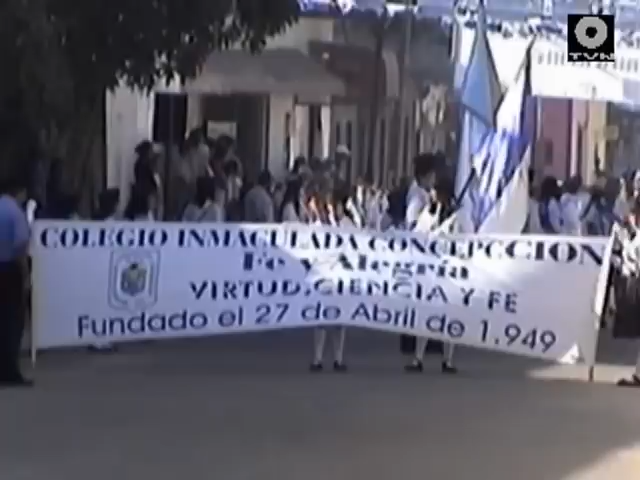 TVN
COLEGIO INMACULADA CONCEPCCION
Fe y Alegría
VIRTUD,CIENCIA Y FE
Fundado el 27 de Abril de 1.949